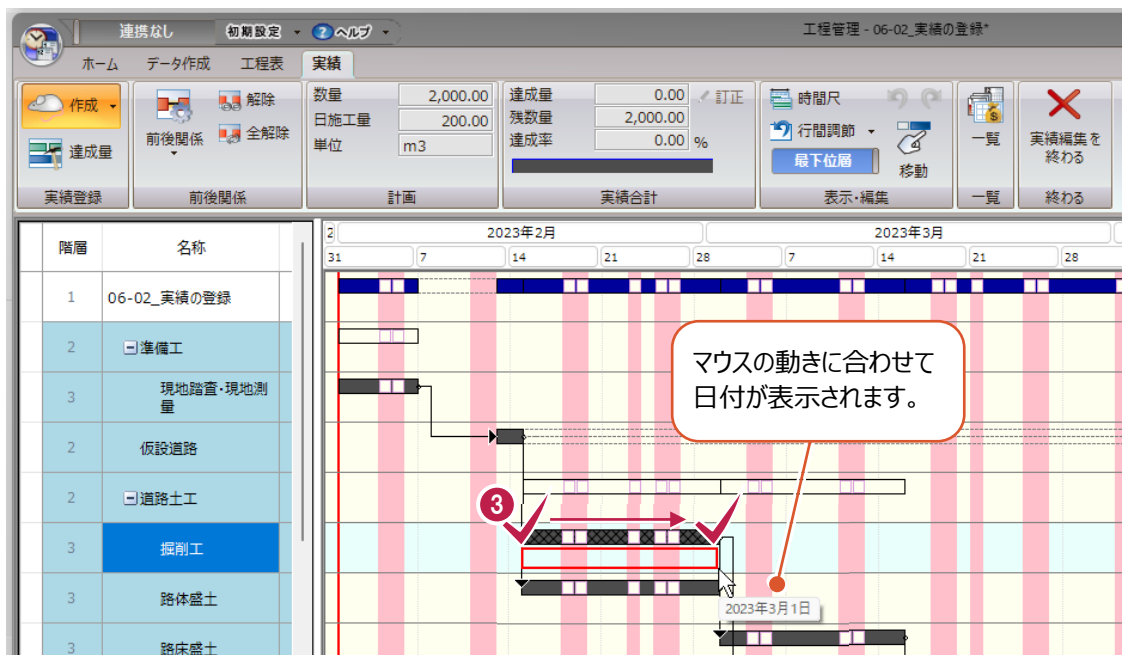 連携なし 初期設定 ? ヘルプ 工程管理 - 06-02_実績の登録*
ホーム データ作成 工程表 実績
作成 達成量 実績登録
前後関係 解除 全解除 前後関係
数量 2,000.00
日施工量 200.00
単位 m3
計画
達成量 0.00 訂正
残数量 2,000.00
達成率 0.00 %
実績合計
時間尺
行間調節
最下位層
移動
表示・編集
一覧
一覧
実績編集を
終わる
終わる
階層 名称
2 2023年2月 2023年3月
31 7 14 21 28 7 14 21 28
1 06-02_実績の登録
2 準備工
3 現地踏査・現地測
量
2 仮設道路
2 道路土工
3 掘削工
3 路体盛土
3 路床盛土
マウスの動きに合わせて
日付が表示されます。
3
2023年3月1日